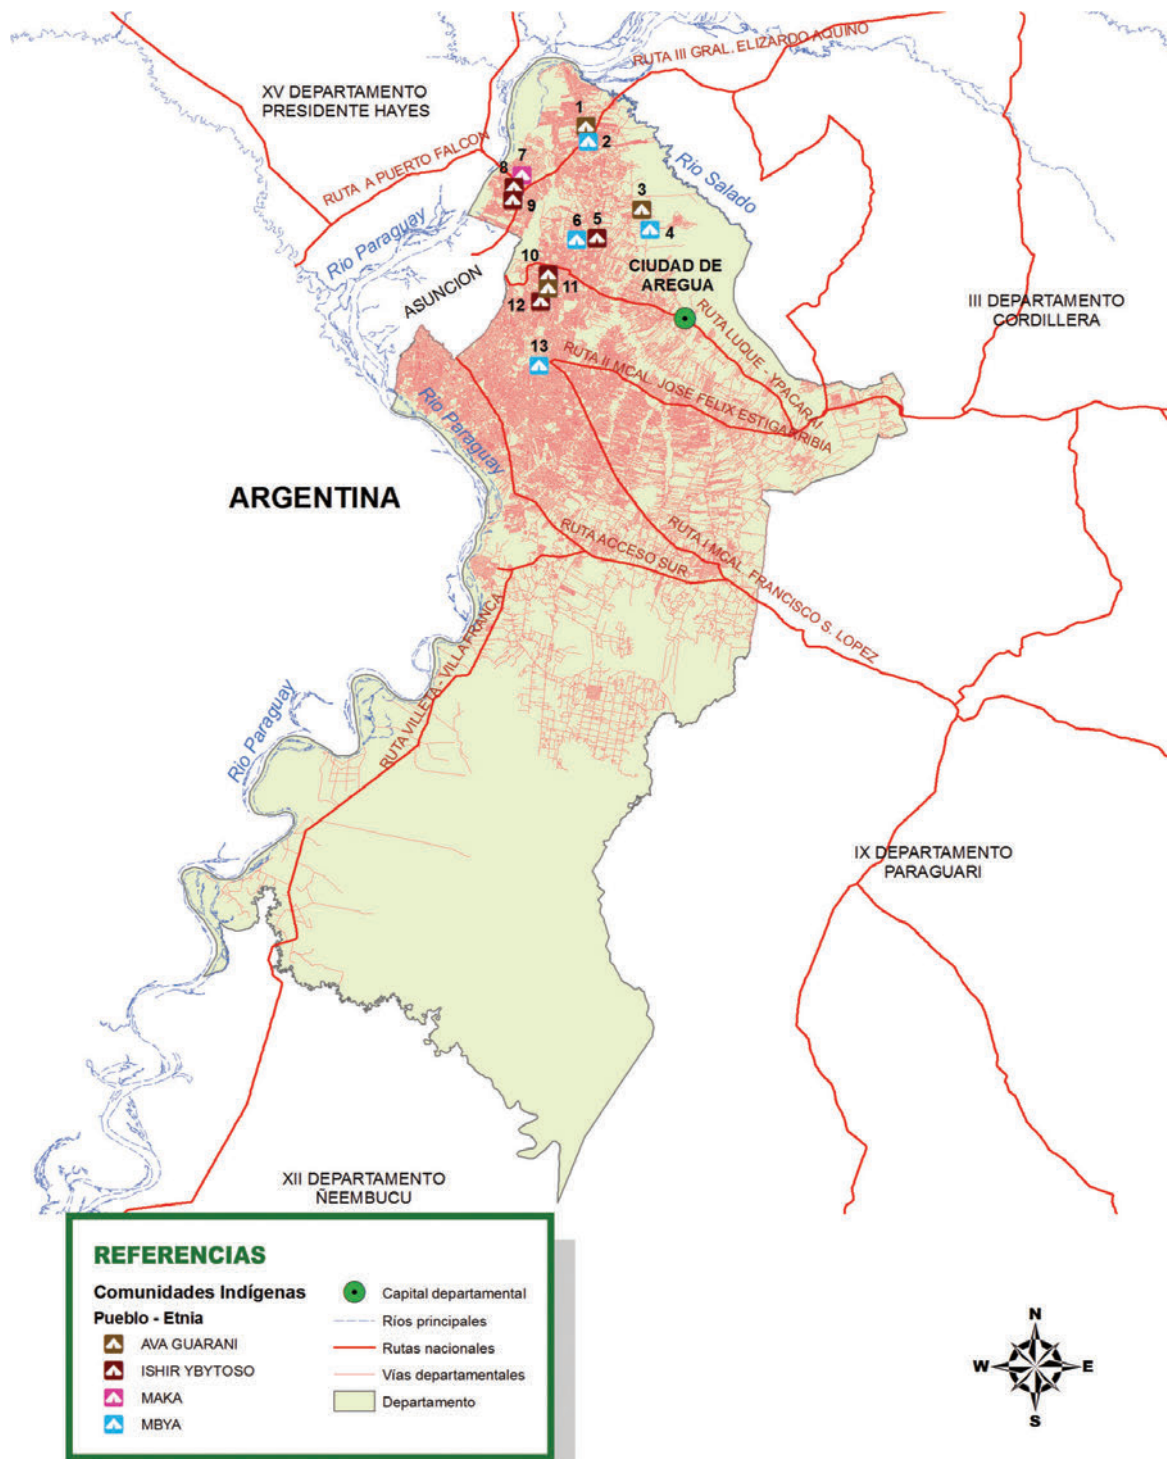 RUTA III GRAL. ELIZARDO AQUINO
XV DEPARTAMENTO
PRESIDENTE HAYES
1
2
RUTA A PUERTO FALCON
7
8
9
Rio Salado
3
4
6
5
Rio Paraguay
ASUNCION
10
11
12
CIUDAD DE
AREGUA
III DEPARTAMENTO
CORDILLERA
RUTA LUQUE - YPACARAI
13
RUTA II MCAL. JOSE FELIX ESTIGARRIBIA
Rio Paraguay
ARGENTINA
RUTA ACCESO SUR
RUTA I MCAL. FRANCISCO S. LOPEZ
RUTA VILLETA - VILLA FRANCA
Rio Paraguay
IX DEPARTAMENTO
PARAGUARI
XII DEPARTAMENTO
ÑEEMBUCU
REFERENCIAS
Comunidades Indígenas
Pueblo - Etnia
AVA GUARANI
ISHIR YBYTOSO
MAKA
MBYA
Capital departamental
Ríos principales
Rutas nacionales
Vías departamentales
Departamento
N
W
E
S